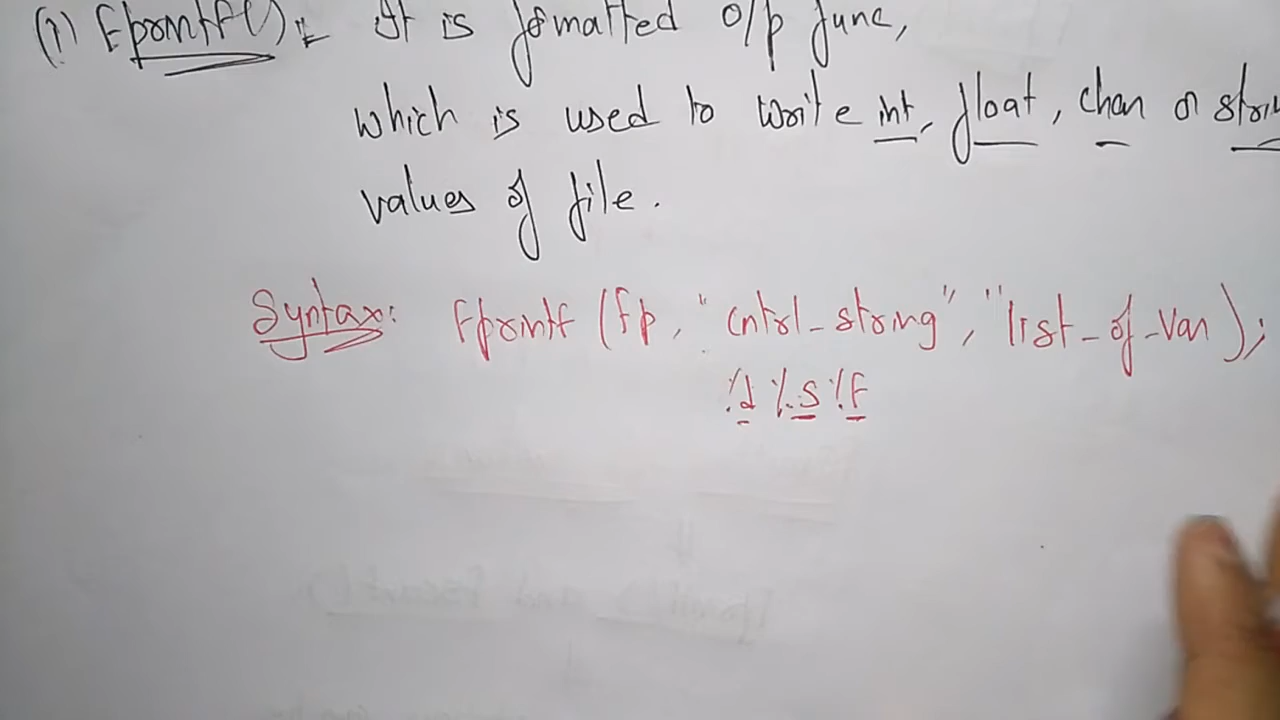 (1) Fprintf() :- It is formatted o/p func,
which is used to write int, float, char or strin
values of file.
Syntax: Fprintf (fp, "cntrl_string", "list_of_var);
%d %s %f